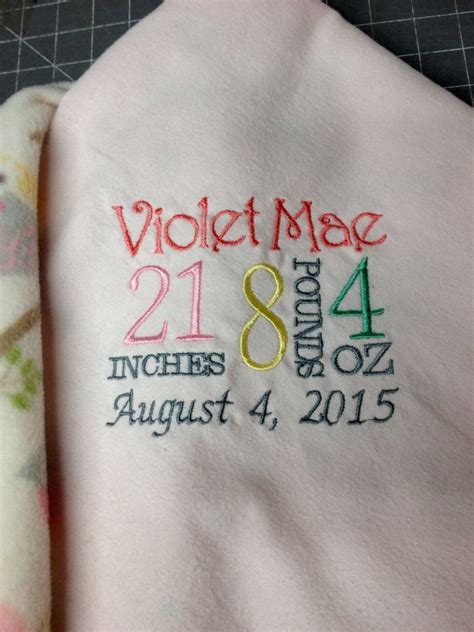 Violet Mae
21 8 POUNDS 4
INCHES OZ
August 4, 2015